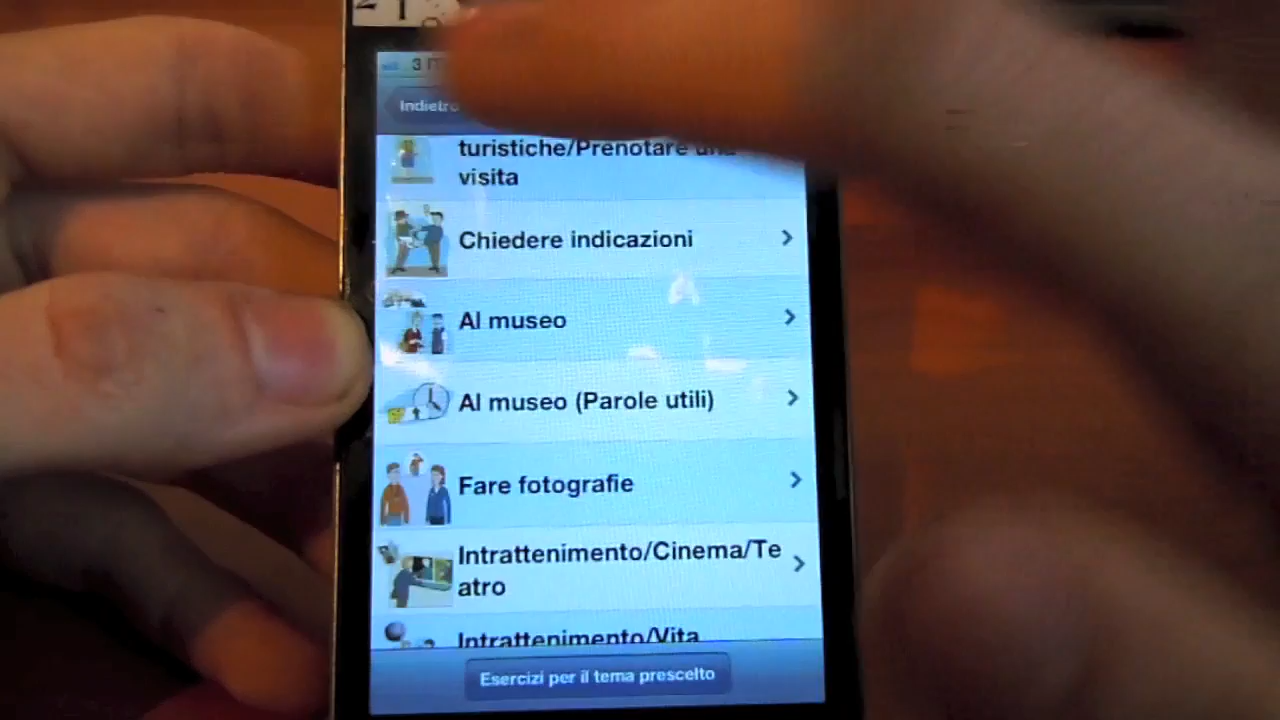 3
Indietro
turistiche/Prenotare una
visita
Chiedere indicazioni
Al museo
Al museo (Parole utili)
Fare fotografie
Intrattenimento/Cinema/Te
atro
Intrattenimento/Vita
Esercizi per il tema prescelto